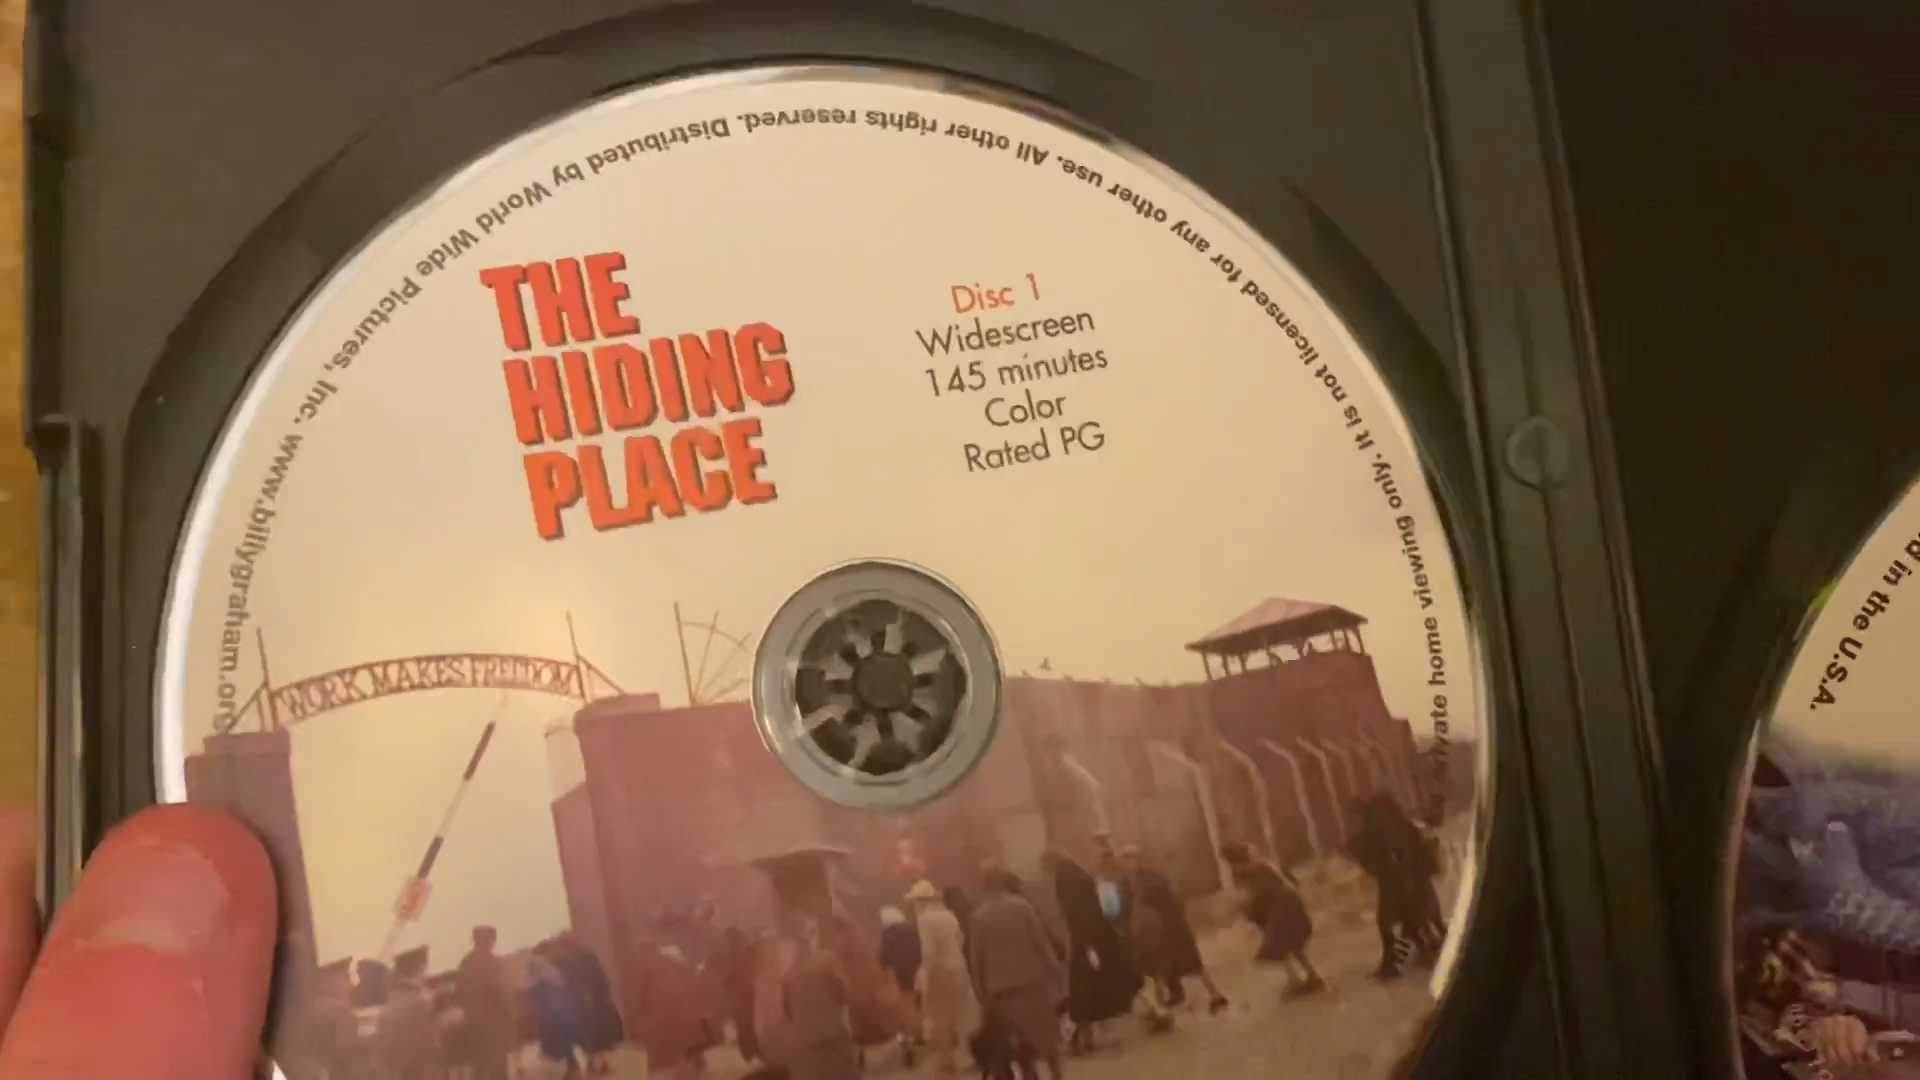 THE
HIDING
PLACE
Disc 1
Widescreen
145 minutes
Color
Rated PG
WORK MAKES FREEDOM
private home viewing only. It is not licensed for any other use. All other rights reserved. Distributed by World Wide Pictures, Inc. www.billygraham.org
in the U.S.A.